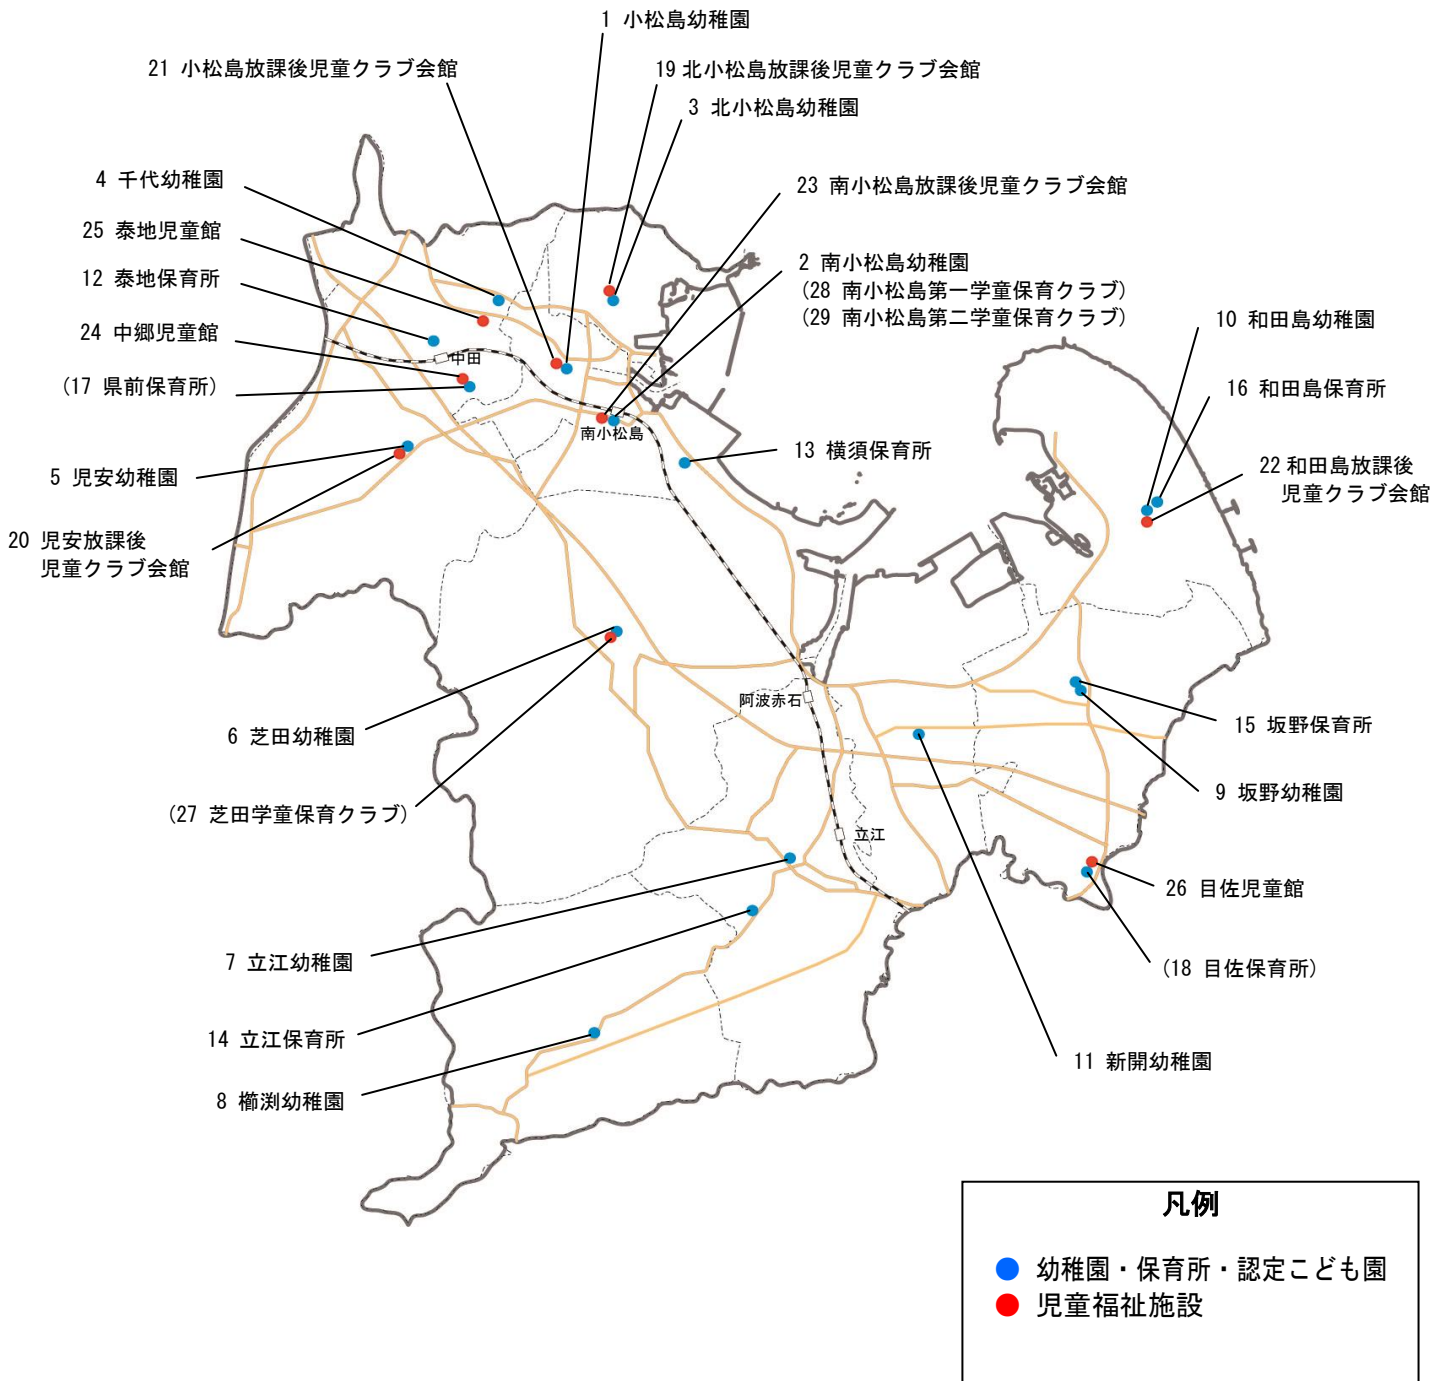 1 小松島幼稚園
21 小松島放課後児童クラブ会館
19 北小松島放課後児童クラブ会館
3 北小松島幼稚園
4 千代幼稚園
23 南小松島放課後児童クラブ会館
25 泰地児童館
2 南小松島幼稚園
(28 南小松島第一学童保育クラブ)
(29 南小松島第二学童保育クラブ)
12 泰地保育所
10 和田島幼稚園
24 中郷児童館
中田
(17 県前保育所)
16 和田島保育所
南小松島
13 横須保育所
5 児安幼稚園
22 和田島放課後
児童クラブ会館
20 児安放課後
児童クラブ会館
阿波赤石
6 芝田幼稚園
15 坂野保育所
9 坂野幼稚園
(27 芝田学童保育クラブ)
立江
26 目佐児童館
7 立江幼稚園
(18 目佐保育所)
14 立江保育所
11 新開幼稚園
8 櫛渕幼稚園
凡例
幼稚園・保育所・認定こども園
児童福祉施設